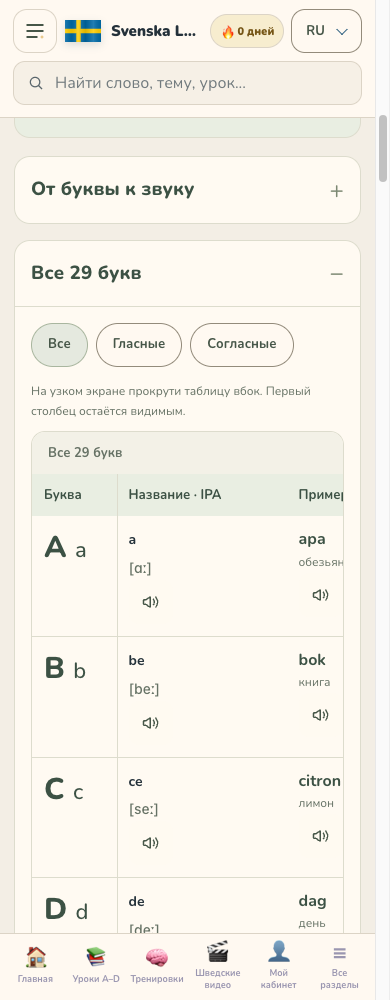 Svenska L...
🔥 0 дней
RU
Найти слово, тему, урок...
От буквы к звуку
Все 29 букв
Все
Гласные
Согласные
На узком экране прокрути таблицу вбок. Первый
столбец остаётся видимым.
Все 29 букв
Буква
Название · IPA
A a
a
[ɑː]
apa
B b
be
[beː]
bok
книга
C c
ce
[seː]
citron
лимон
D d
de
[deː]
dag
день
Главная
Уроки A–D
Тренировки
Шведские
видео
Мой
кабинет
Все
разделы